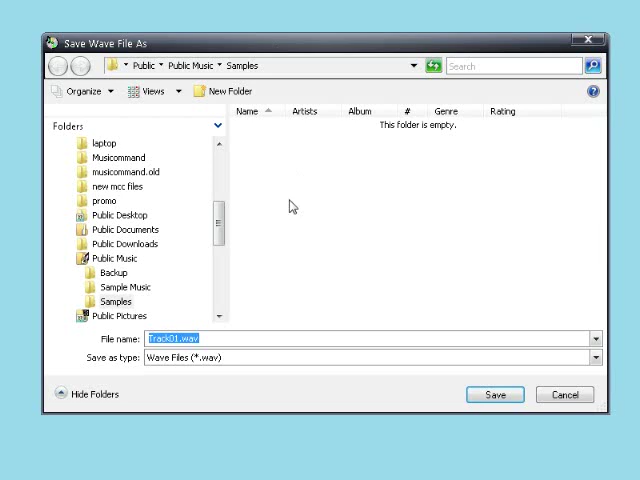 Save Wave File As
Public Public Music Samples
Search
Organize Views New Folder
Folders
Name Artists Album # Genre Rating
This folder is empty.
laptop
Musicommand
musicommand.old
new mcc files
promo
Public Desktop
Public Documents
Public Downloads
Public Music
Backup
Sample Music
Samples
Public Pictures
File name: Track01.wav
Save as type: Wave Files (*.wav)
Hide Folders
Save Cancel